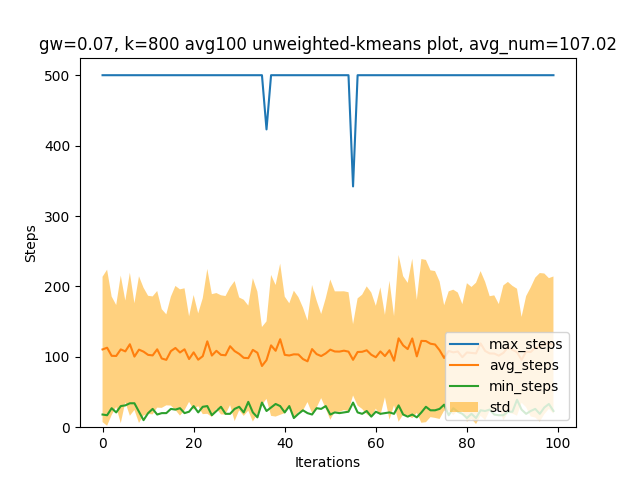 gw=0.07, k=800 avg100 unweighted-kmeans plot, avg_num=107.02
500
400
300
200
100
0
Steps
0 20 40 60 80 100
Iterations
max_steps
avg_steps
min_steps
std